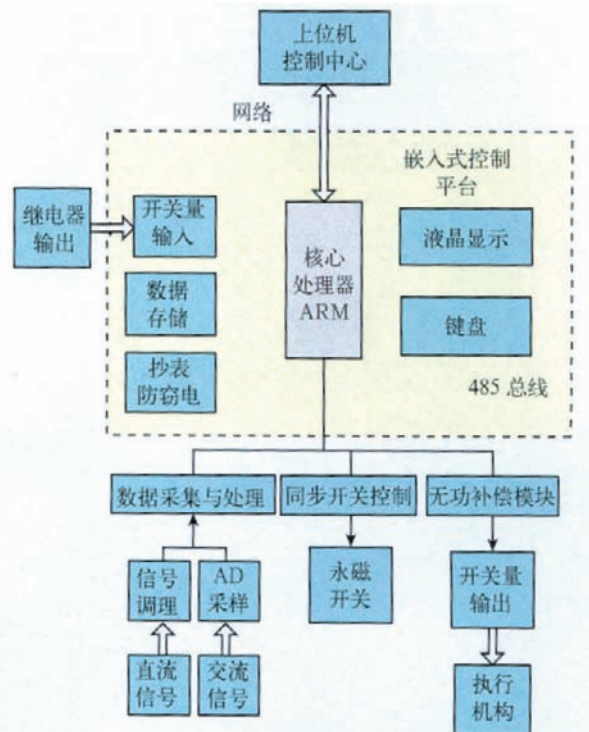 上位机
控制中心
网络
嵌入式控制
平台
继电器
输出
开关量
输入
核心
处理器
ARM
液晶显示
数据
存储
键盘
抄表
防窃电
485 总线
数据采集与处理
同步开关控制
无功补偿模块
信号
调理
AD
采样
永磁
开关
开关量
输出
直流
信号
交流
信号
执行
机构